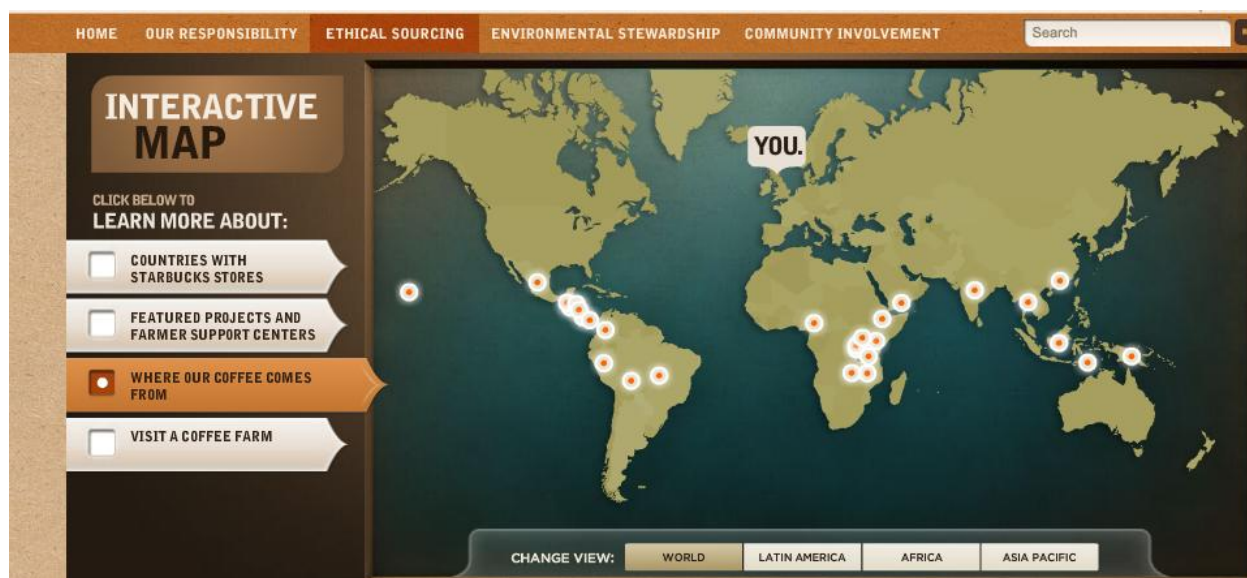 HOME OUR RESPONSIBILITY ETHICAL SOURCING ENVIRONMENTAL STEWARDSHIP COMMUNITY INVOLVEMENT Search
INTERACTIVE
MAP
CLICK BELOW TO
LEARN MORE ABOUT:
COUNTRIES WITH
STARBUCKS STORES
FEATURED PROJECTS AND
FARMER SUPPORT CENTERS
WHERE OUR COFFEE COMES
FROM
VISIT A COFFEE FARM
YOU.
CHANGE VIEW: WORLD LATIN AMERICA AFRICA ASIA PACIFIC